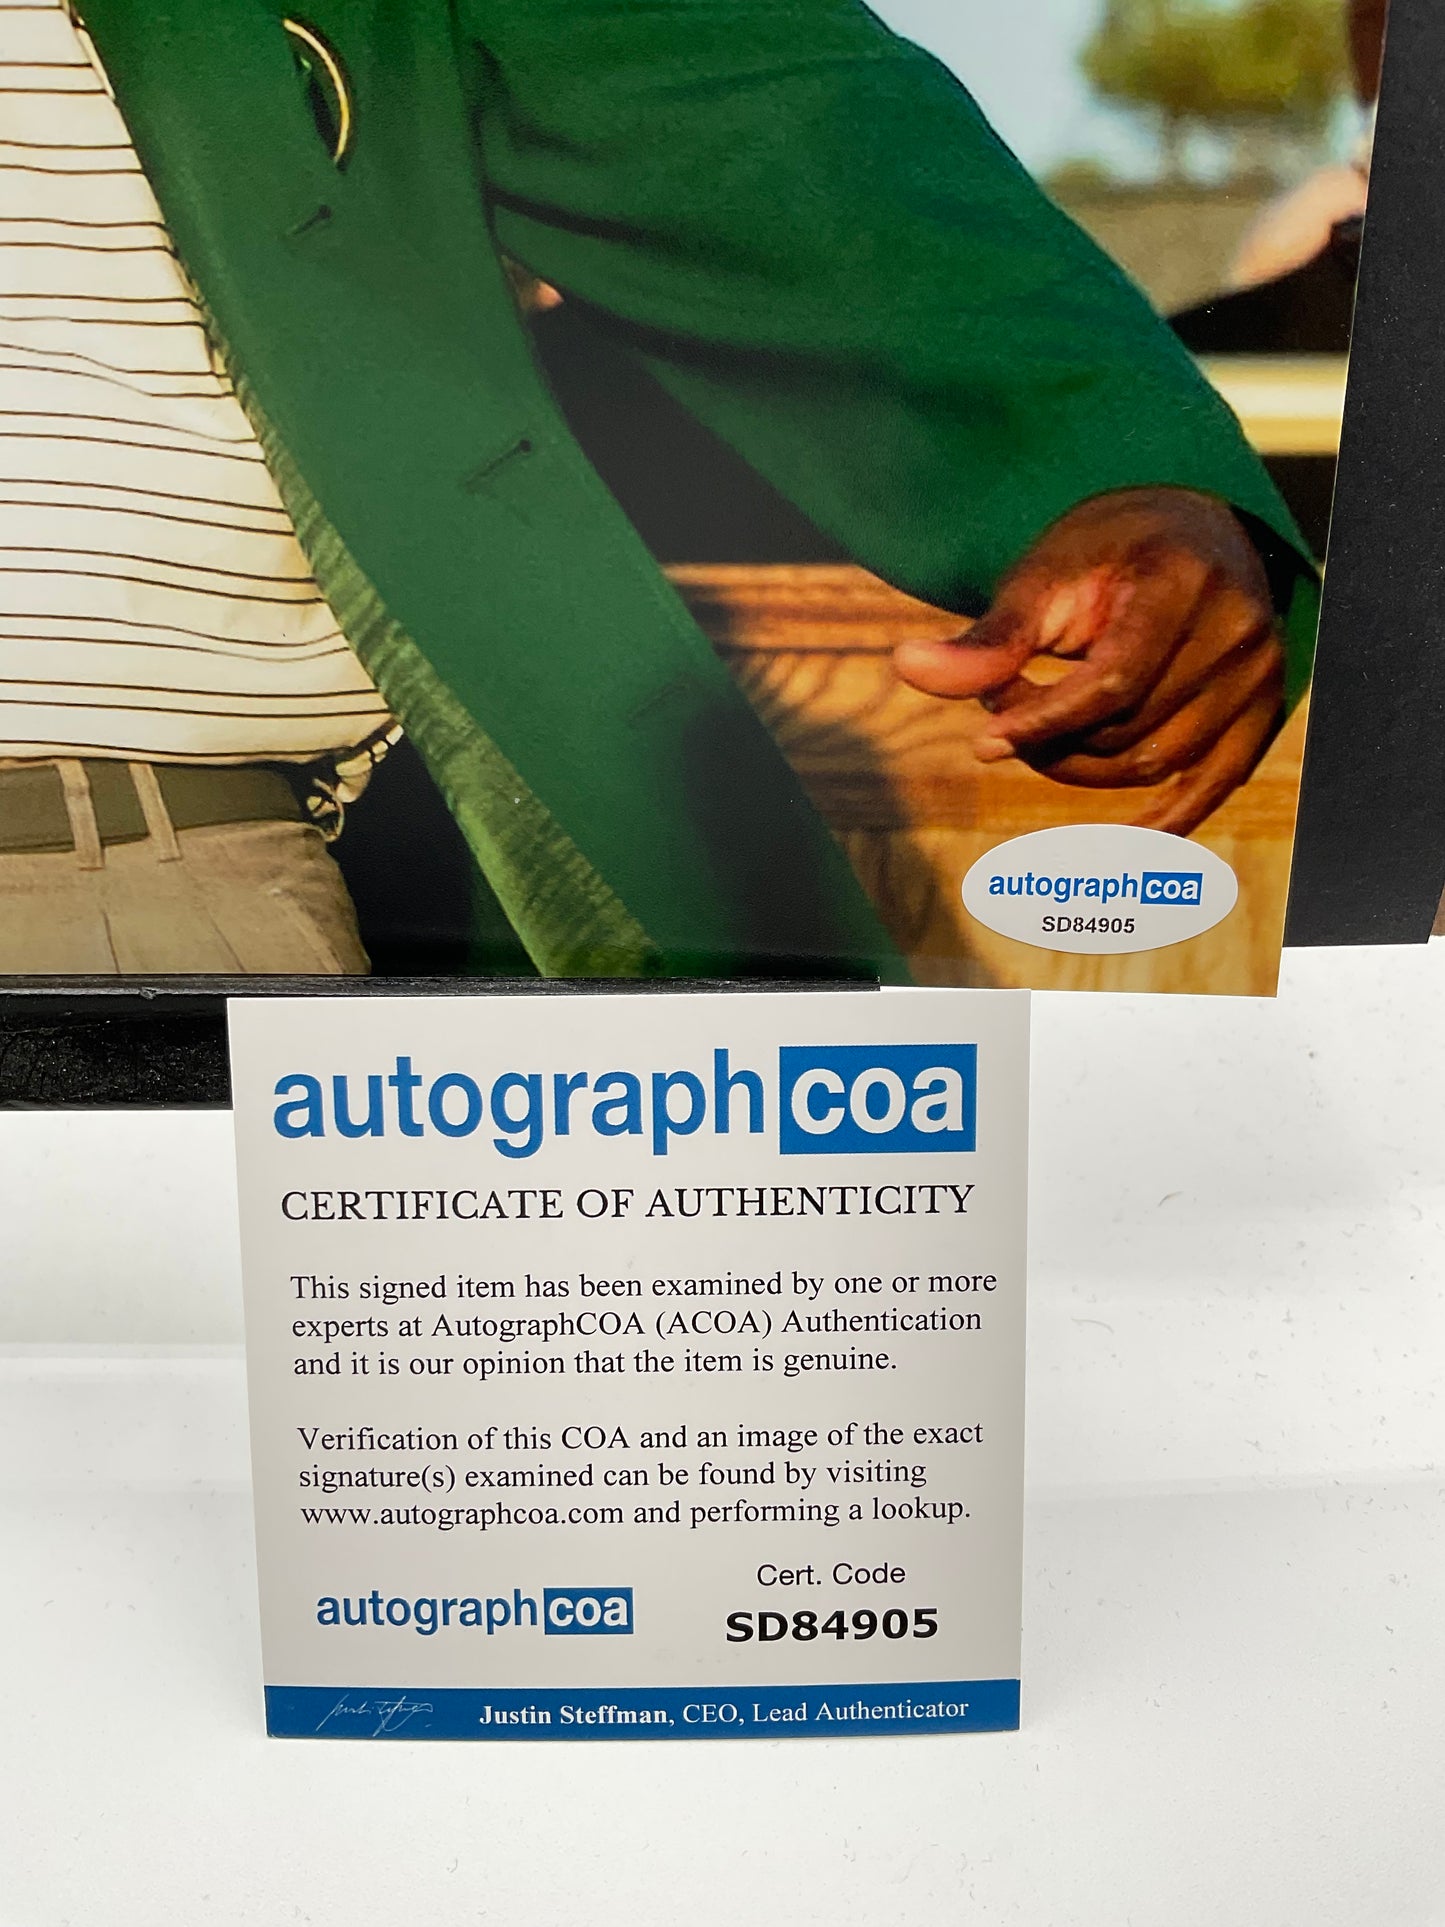 autographcoa
SD84905
autographcoa
CERTIFICATE OF AUTHENTICITY
This signed item has been examined by one or more
experts at AutographCOA (ACOA) Authentication
and it is our opinion that the item is genuine.
Verification of this COA and an image of the exact
signature(s) examined can be found by visiting
www.autographcoa.com and performing a lookup.
autographcoa
Cert. Code
SD84905
Justin Steffman, CEO, Lead Authenticator